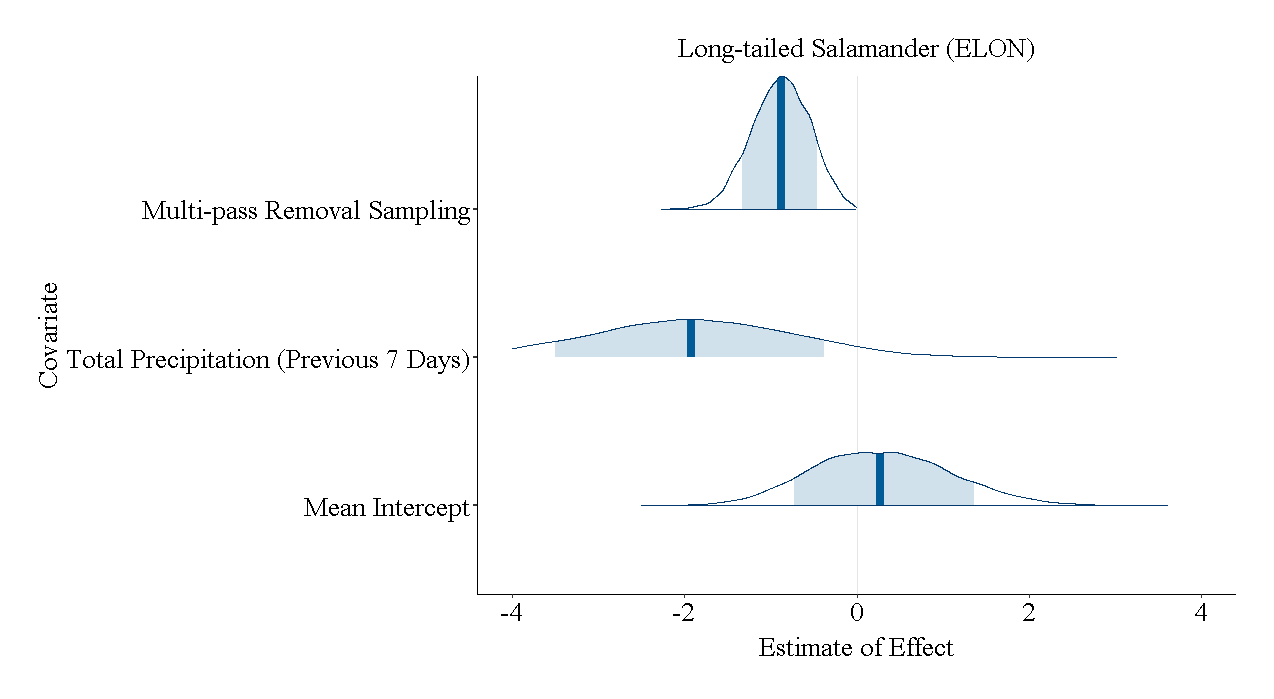 Long-tailed Salamander (ELON)
Multi-pass Removal Sampling
Covariate
Total Precipitation (Previous 7 Days)
Mean Intercept
-4 -2 0 2 4
Estimate of Effect